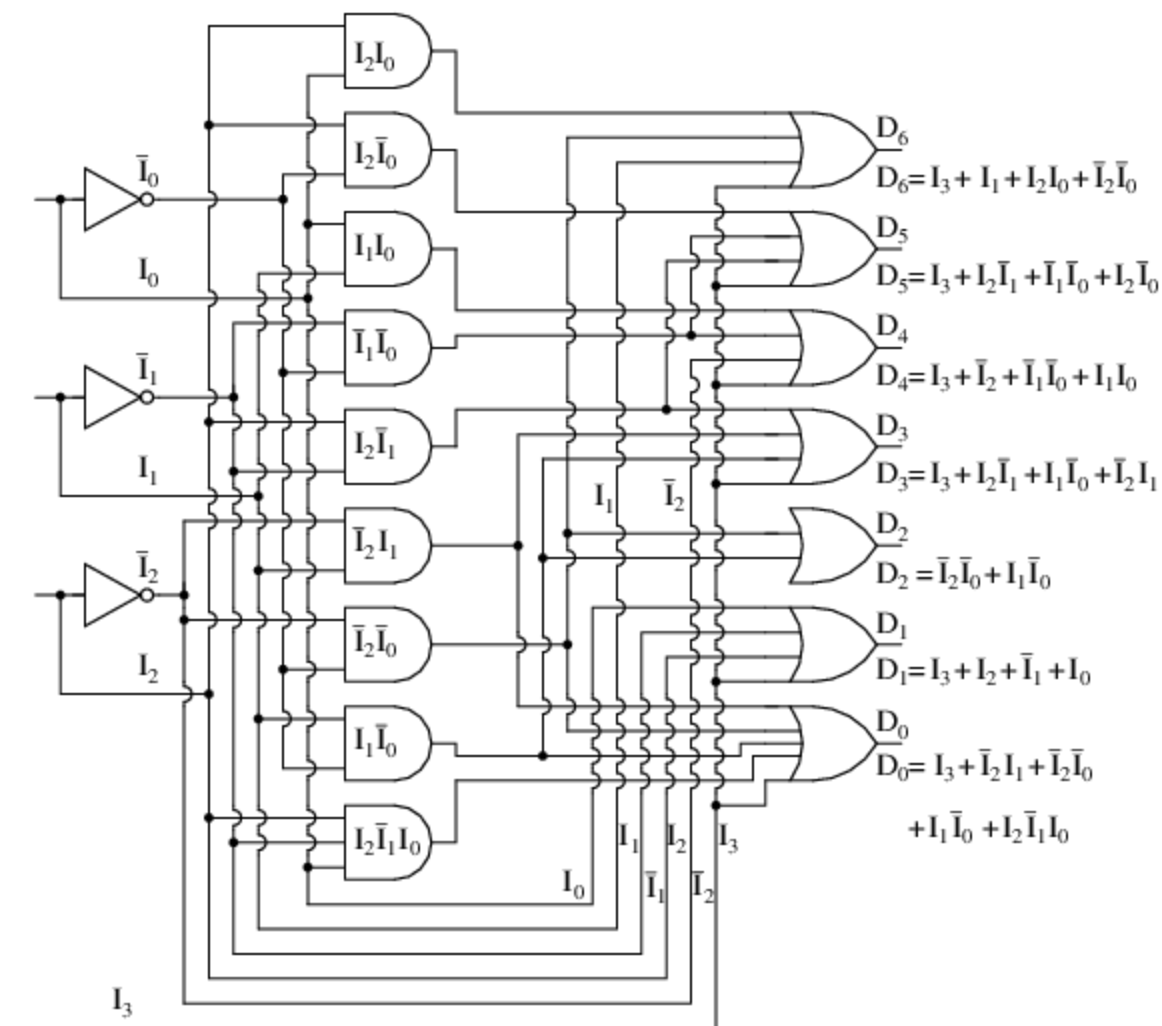 I₂I₀
I₂Ī₀
I₁I₀
Ī₁Ī₀
I₂Ī₁
Ī₂I₁
Ī₂Ī₀
I₁Ī₀
I₂Ī₁I₀
Ī₀
I₀
Ī₁
I₁
Ī₂
I₂
I₃
I₁
Ī₂
I₀
I₁
Ī₁
I₂
Ī₂
I₃
D₆
D₆= I₃+ I₁+I₂I₀+Ī₂Ī₀
D₅
D₅= I₃+ I₂Ī₁ +Ī₁Ī₀+I₂Ī₀
D₄
D₄= I₃+ Ī₂+Ī₁Ī₀+I₁I₀
D₃
D₃= I₃+ I₂Ī₁+I₁Ī₀+Ī₂I₁
D₂
D₂ =Ī₂Ī₀+ I₁Ī₀
D₁
D₁= I₃+ I₂+Ī₁ +I₀
D₀
D₀= I₃+Ī₂I₁+Ī₂Ī₀
+I₁Ī₀ +I₂Ī₁I₀